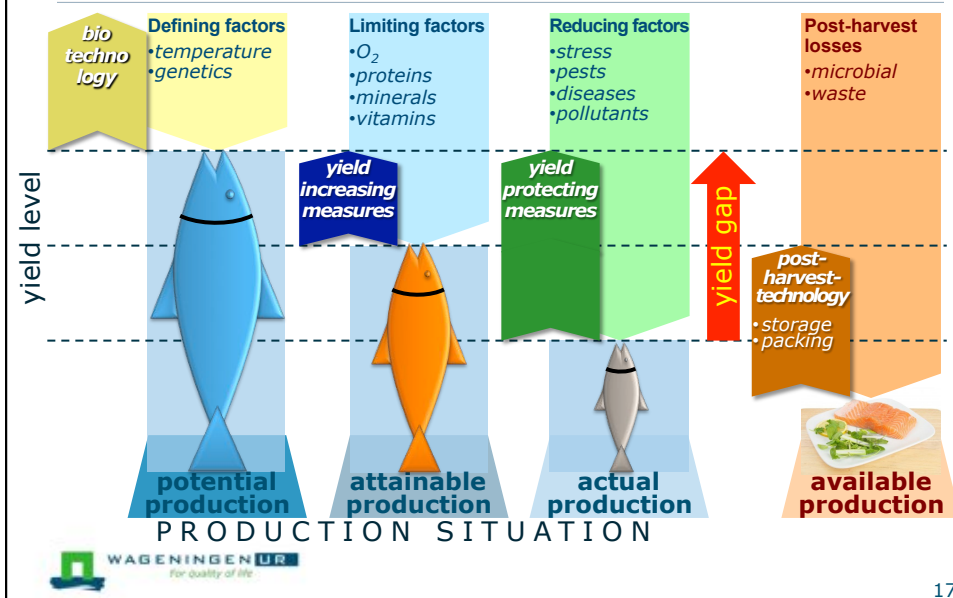 bio
techno
logy
Defining factors
•temperature
•genetics
Limiting factors
•O2
•proteins
•minerals
•vitamins
Reducing factors
•stress
•pests
•diseases
•pollutants
Post-harvest
losses
•microbial
•waste
yield level
yield
increasing
measures
yield
protecting
measures
yield gap
post-
harvest-
technology
•storage
•packing
potential
production
attainable
production
actual
production
available
production
PRODUCTION SITUATION
WAGENINGEN UR
For quality of life
17